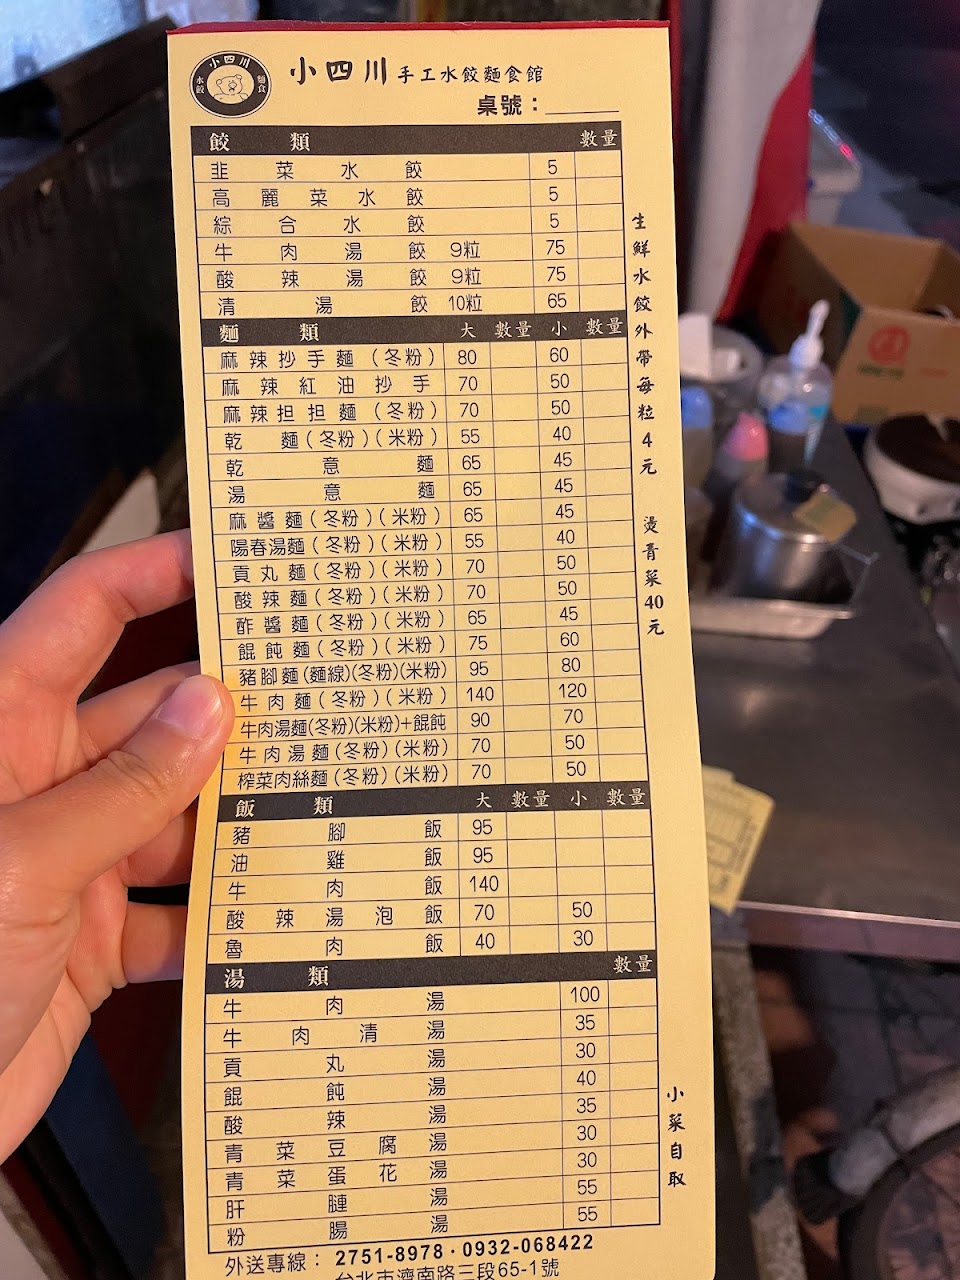 小四川
水餃
麵食
小四川 手工水餃麵食館
桌號：
餃類 數量
韭菜水餃 5
高麗菜水餃 5
綜合水餃 5
牛肉湯餃 9粒 75
酸辣湯餃 9粒 75
清湯餃 10粒 65
麵類 大 數量 小 數量
麻辣抄手麵(冬粉) 80 60
麻辣紅油抄手 70 50
麻辣担担麵(冬粉) 70 50
乾麵(冬粉)(米粉) 55 40
乾意麵 65 45
湯意麵 65 45
麻醬麵(冬粉)(米粉) 65 45
陽春湯麵(冬粉)(米粉) 55 40
貢丸麵(冬粉)(米粉) 70 50
酸辣麵(冬粉)(米粉) 70 50
酢醬麵(冬粉)(米粉) 65 45
餛飩麵(冬粉)(米粉) 75 60
豬腳麵(麵線)(冬粉)(米粉) 95 80
牛肉麵(冬粉)(米粉) 140 120
牛肉湯麵(冬粉)(米粉)+餛飩 90 70
牛肉湯麵(冬粉)(米粉) 70 50
榨菜肉絲麵(冬粉)(米粉) 70 50
飯類 大 數量 小 數量
豬腳飯 95
油雞飯 95
牛肉飯 140
酸辣湯泡飯 70 50
魯肉飯 40 30
湯類 數量
牛肉湯 100
牛肉清湯 35
貢丸湯 30
餛飩湯 40
酸辣湯 35
青菜豆腐湯 30
青菜蛋花湯 30
肝腱湯 55
粉腸湯 55
生鮮水餃外帶每粒4元
燙青菜40元
小菜自取
外送專線：2751-8978·0932-068422
台北市濟南路三段65-1號